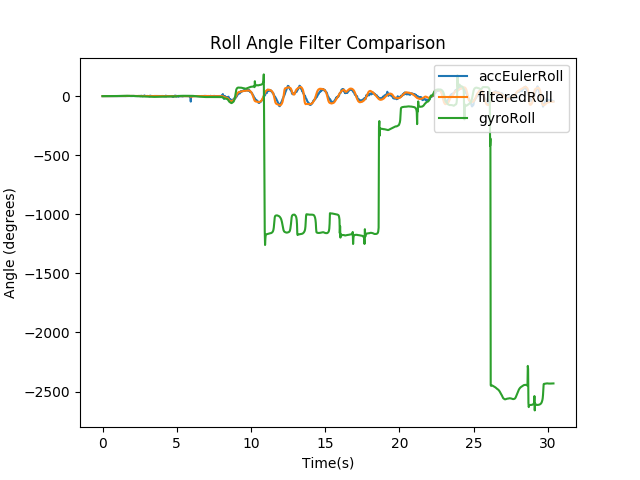 Roll Angle Filter Comparison
accEulerRoll
filteredRoll
gyroRoll
0
−500
−1000
−1500
−2000
−2500
Angle (degrees)
0 5 10 15 20 25 30
Time(s)